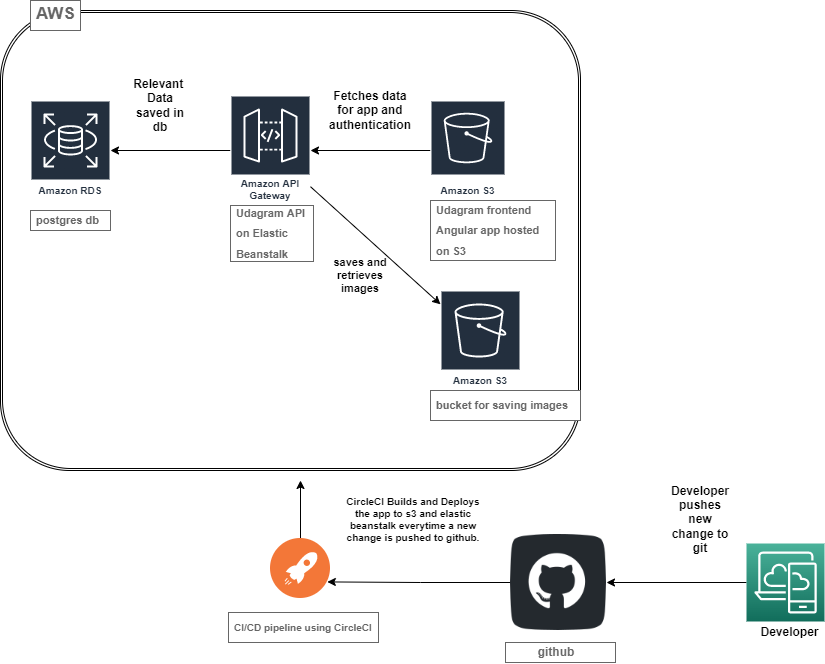 AWS
Relevant
Data
saved in
db
Fetches data
for app and
authentication
Amazon RDS
postgres db
Amazon API
Gateway
Udagram API
on Elastic
Beanstalk
Amazon S3
Udagram frontend
Angular app hosted
on S3
saves and
retrieves
images
Amazon S3
bucket for saving images
CircleCI Builds and Deploys
the app to s3 and elastic
beanstalk everytime a new
change is pushed to github.
Developer
pushes
new
change to
git
CI/CD pipeline using CircleCI
github
Developer